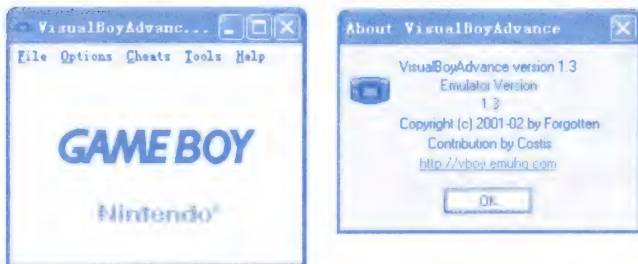 VisualBoyAdvanc...
File Options Cheats Tools Help
GAME BOY
Nintendo®
About VisualBoyAdvance
VisualBoyAdvance version 1.3
Emulator Version
1.3
Copyright (c) 2001-02 by Forgotten
Contribution by Costis
http://vboy.emuhq.com
OK